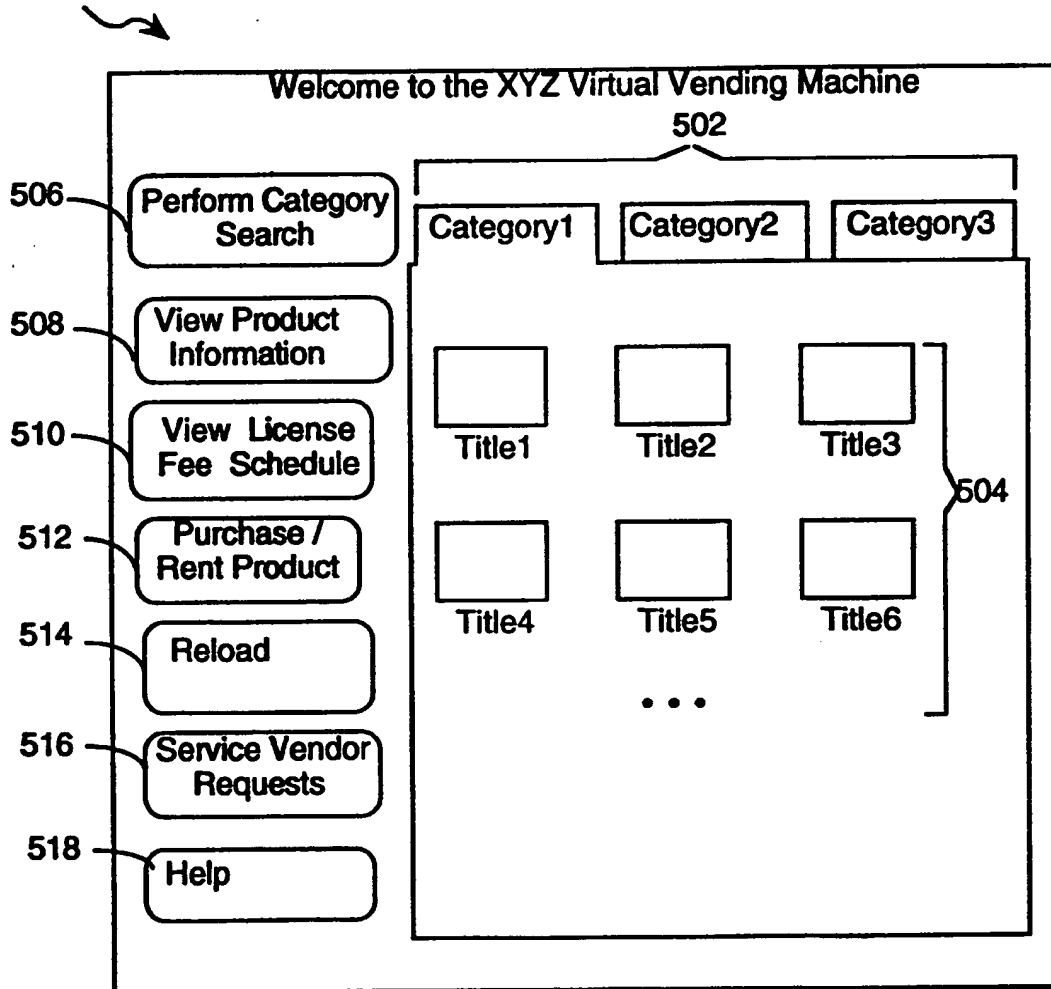 Welcome to the XYZ Virtual Vending Machine
502
506
Perform Category
Search
Category1
Category2
Category3
508
View Product
Information
510
View License
Fee Schedule
Title1
Title2
Title3
504
512
Purchase /
Rent Product
Title4
Title5
Title6
514
Reload
• • •
516
Service Vendor
Requests
518
Help